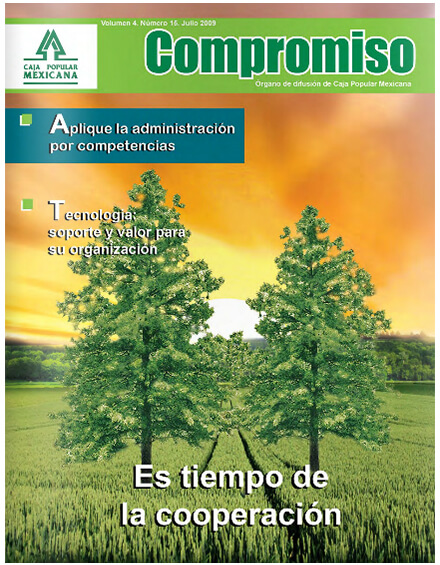 Volumen 4. Número 15. Julio 2009
CAJA POPULAR
MEXICANA
Compromiso
Organo de difusión de Caja Popular Mexicana
Aplique la administración
por competencias
Tecnología:
soporte y valor para
su organización
Es tiempo de
la cooperación